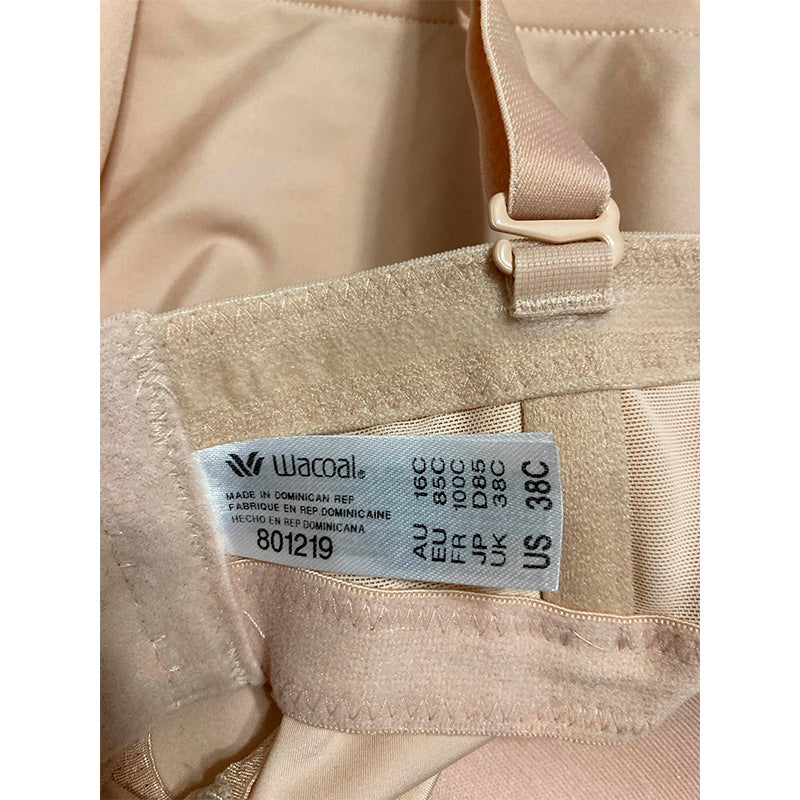 Wacoal®
MADE IN DOMINICAN REP
FABRIQUE EN REP.DOMINICAINE
HECHO EN REP.DOMINICANA
801219
AU 16C
EU 85C
FR 100C
JP D85
UK 38C
US 38C